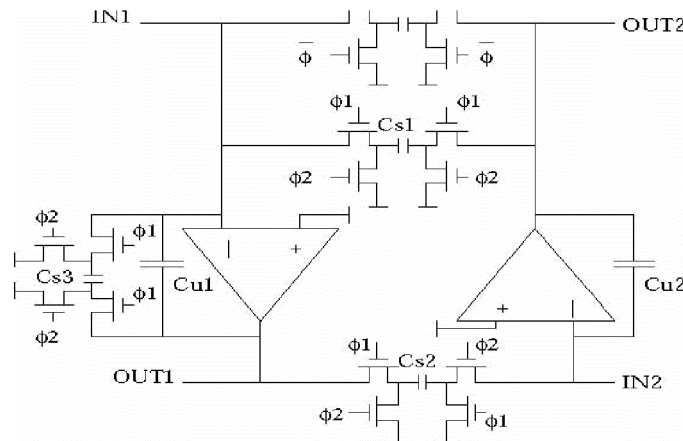 IN1
OUT2
ϕ̅ ϕ̅
ϕ1 ϕ1
Cs1
ϕ2 ϕ2
ϕ2 ϕ1
− +
Cs3
Cu1
+ −
Cu2
ϕ1
ϕ2
ϕ1 Cs2 ϕ2
OUT1
IN2
ϕ2 ϕ1